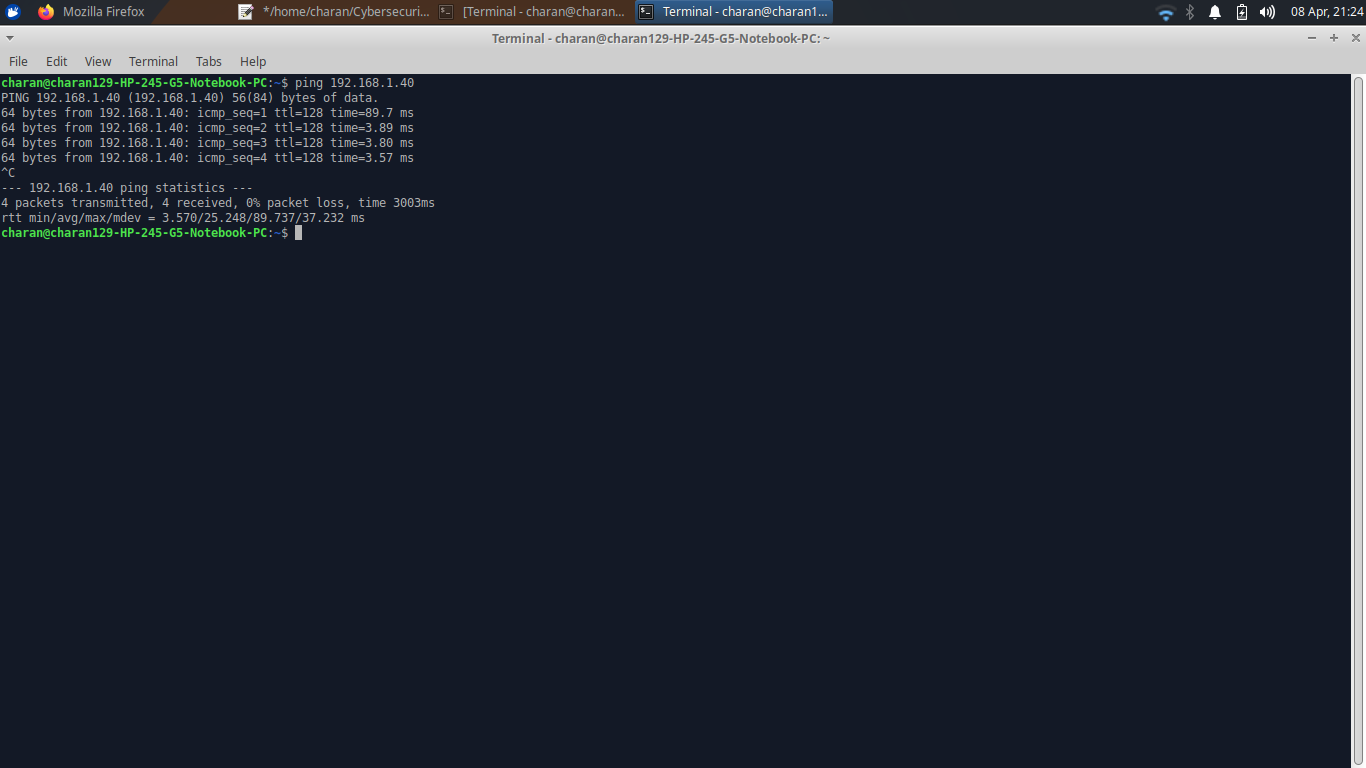 Mozilla Firefox
*/home/charan/Cybersecuri...
[Terminal - charan@charan...
Terminal - charan@charan1...
08 Apr, 21:24
Terminal - charan@charan129-HP-245-G5-Notebook-PC: ~
File Edit View Terminal Tabs Help
charan@charan129-HP-245-G5-Notebook-PC:~$ ping 192.168.1.40
PING 192.168.1.40 (192.168.1.40) 56(84) bytes of data.
64 bytes from 192.168.1.40: icmp_seq=1 ttl=128 time=89.7 ms
64 bytes from 192.168.1.40: icmp_seq=2 ttl=128 time=3.89 ms
64 bytes from 192.168.1.40: icmp_seq=3 ttl=128 time=3.80 ms
64 bytes from 192.168.1.40: icmp_seq=4 ttl=128 time=3.57 ms
^C
--- 192.168.1.40 ping statistics ---
4 packets transmitted, 4 received, 0% packet loss, time 3003ms
rtt min/avg/max/mdev = 3.570/25.248/89.737/37.232 ms
charan@charan129-HP-245-G5-Notebook-PC:~$